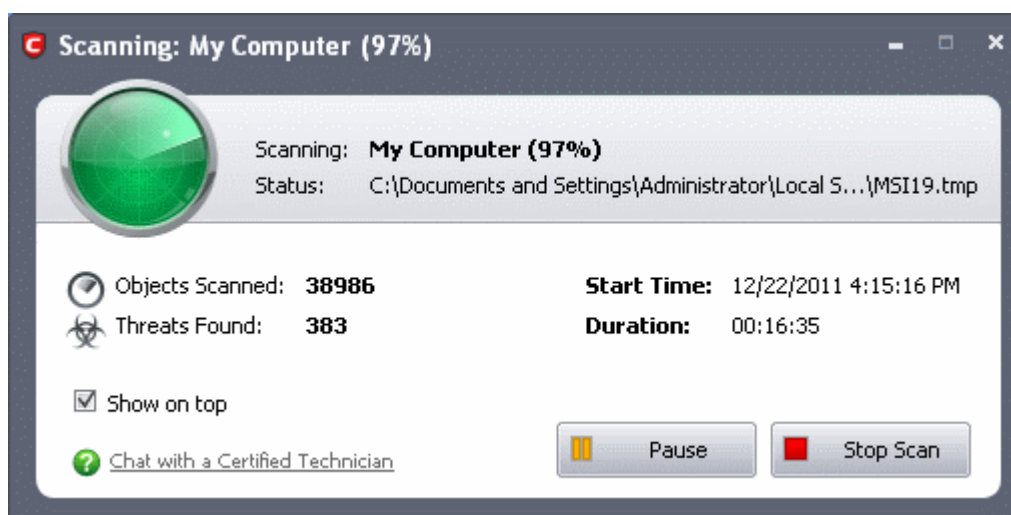 Scanning: My Computer (97%)
Scanning: My Computer (97%)
Status: C:\Documents and Settings\Administrator\Local S...\MSI19.tmp
Objects Scanned: 38986
Start Time: 12/22/2011 4:15:16 PM
Threats Found: 383
Duration: 00:16:35
Show on top
Chat with a Certified Technician
Pause
Stop Scan